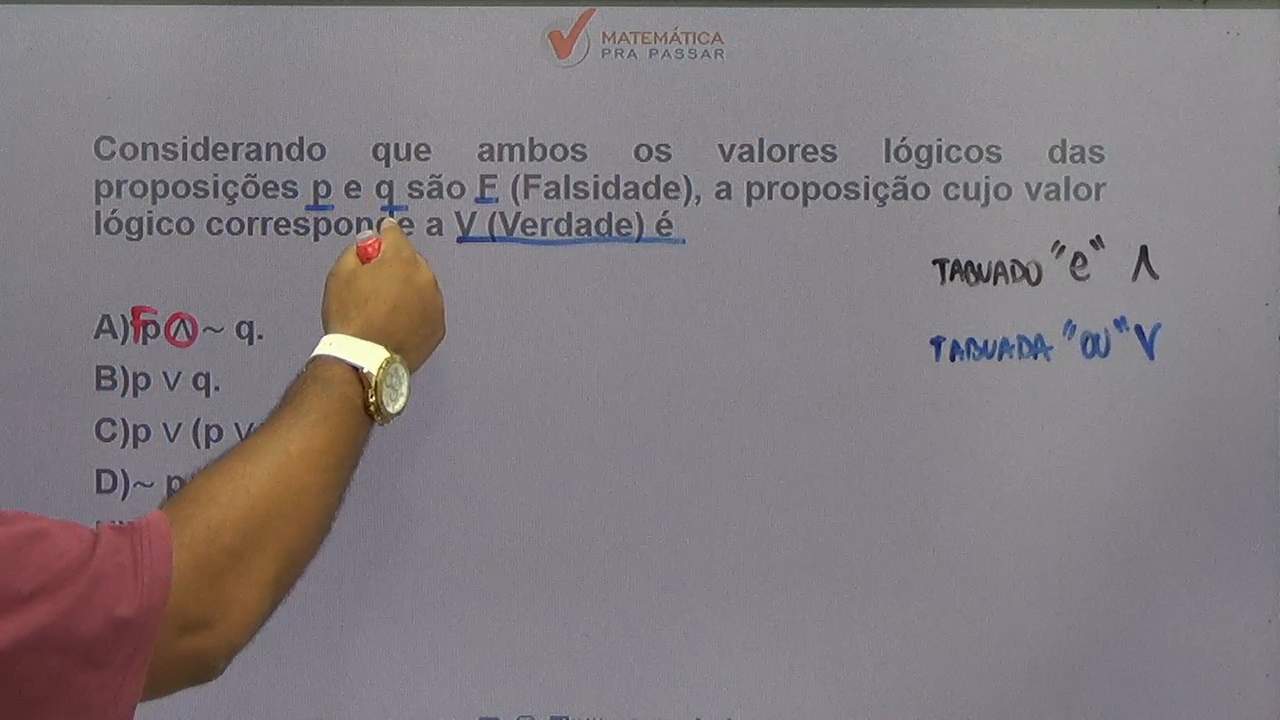 MATEMÁTICA
PRA PASSAR
Considerando que ambos os valores lógicos das
proposições p e q são F (Falsidade), a proposição cujo valor
lógico corresponde a V (Verdade) é
TABUADO "e" ∧
A) F p ∧ ~ q.
TABUADA "OU" V
B)p ∨ q.
C)p ∨ (p ∨
D)~ p